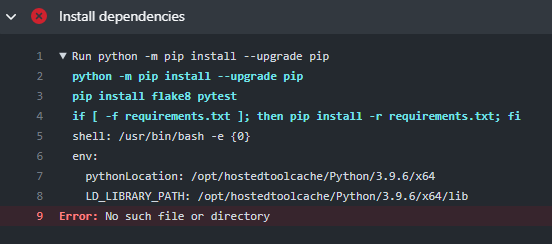 Install dependencies
1 ▼ Run python -m pip install --upgrade pip
2 python -m pip install --upgrade pip
3 pip install flake8 pytest
4 if [ -f requirements.txt ]; then pip install -r requirements.txt; fi
5 shell: /usr/bin/bash -e {0}
6 env:
7 pythonLocation: /opt/hostedtoolcache/Python/3.9.6/x64
8 LD_LIBRARY_PATH: /opt/hostedtoolcache/Python/3.9.6/x64/lib
9 Error: No such file or directory